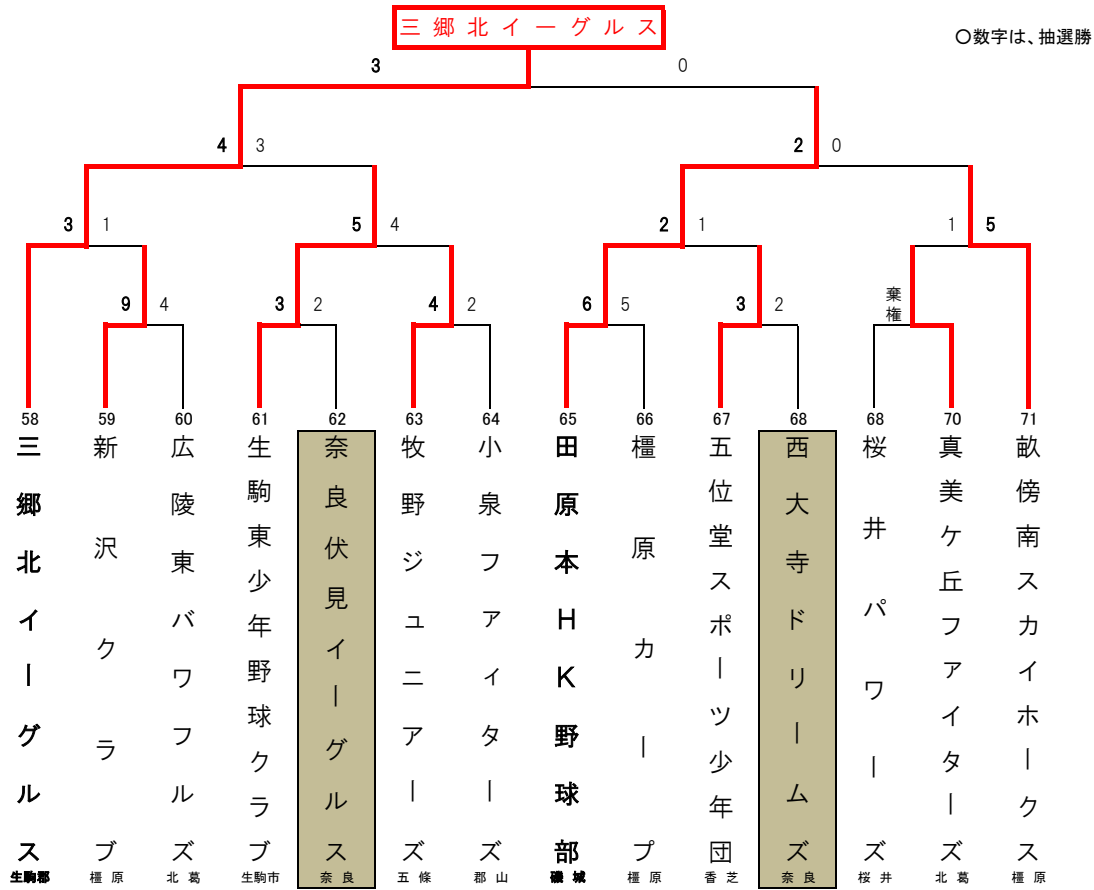 三郷北イーグルス
〇数字は、抽選勝
3 0
4 3 2 0
3 1 5 4 2 1 1 5
9 4 3 2 4 2 6 5 3 2 棄権
58 59 60 61 62 63 64 65 66 67 68 68 70 71
三郷北イーグルス
新沢クラブ
広陵東バワフルズ
生駒東少年野球クラブ
奈良伏見イーグルス
牧野ジュニアーズ
小泉ファイターズ
田原本HK野球部
橿原カープ
五位堂スポーツ少年団
西大寺ドリームズ
桜井パワーズ
真美ケ丘ファイターズ
畝傍南スカイホークス
生駒郡 橿原 北葛 生駒市 奈良 五條 郡山 磯城 橿原 香芝 奈良 桜井 北葛 橿原